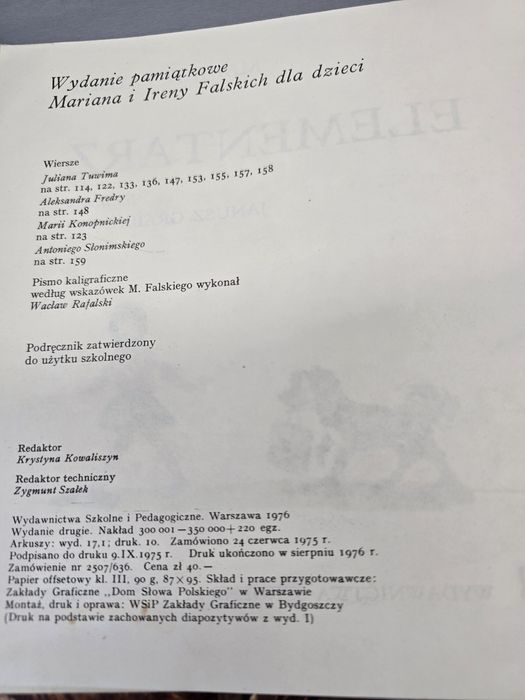 Wydanie pamiątkowe
Mariana i Ireny Falskich dla dzieci
Wiersze
Juliana Tuwima
na str. 114, 122, 133, 136, 147, 153, 155, 157, 158
Aleksandra Fredry
na str. 148
Marii Konopnickiej
na str. 123
Antoniego Słonimskiego
na str. 159
Pismo kaligraficzne
według wskazówek M. Falskiego wykonał
Wacław Rafalski
Podręcznik zatwierdzony
do użytku szkolnego
Redaktor
Krystyna Kowaliszyn
Redaktor techniczny
Zygmunt Szałek
Wydawnictwa Szkolne i Pedagogiczne. Warszawa 1976
Wydanie drugie. Nakład 300 001—350 000+220 egz.
Arkuszy: wyd. 17,1; druk. 10. Zamówiono 24 czerwca 1975 r.
Podpisano do druku 9.IX.1975 r. Druk ukończono w sierpniu 1976 r.
Zamówienie nr 2507/636. Cena zł 40.—
Papier offsetowy kl. III, 90 g, 87×95. Skład i prace przygotowawcze:
Zakłady Graficzne „Dom Słowa Polskiego" w Warszawie
Montaż, druk i oprawa: WSiP Zakłady Graficzne w Bydgoszczy
(Druk na podstawie zachowanych diapozytywów z wyd. I)
ELEMENTARZ